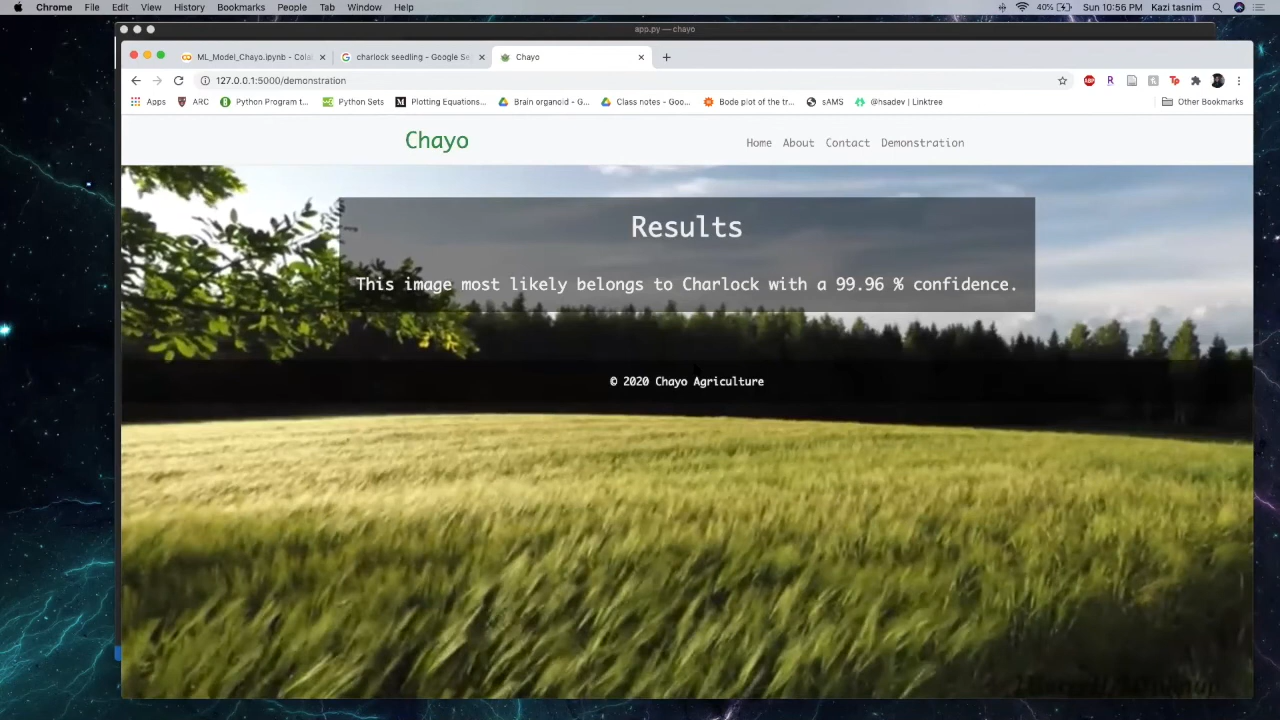 Chrome File Edit View History Bookmarks People Tab Window Help 40% Sun 10:56 PM Kazi tasnim
app.py — chayo
ML_Model_Chayo.ipynb - Colal charlock seedling - Google Se Chayo
127.0.0.1:5000/demonstration
Apps ARC Python Program t... Python Sets Plotting Equations... Brain organoid - G... Class notes - Goo... Bode plot of the tr... sAMS @hsadev | Linktree Other Bookmarks
Chayo Home About Contact Demonstration
Results
This image most likely belongs to Charlock with a 99.96 % confidence.
© 2020 Chayo Agriculture